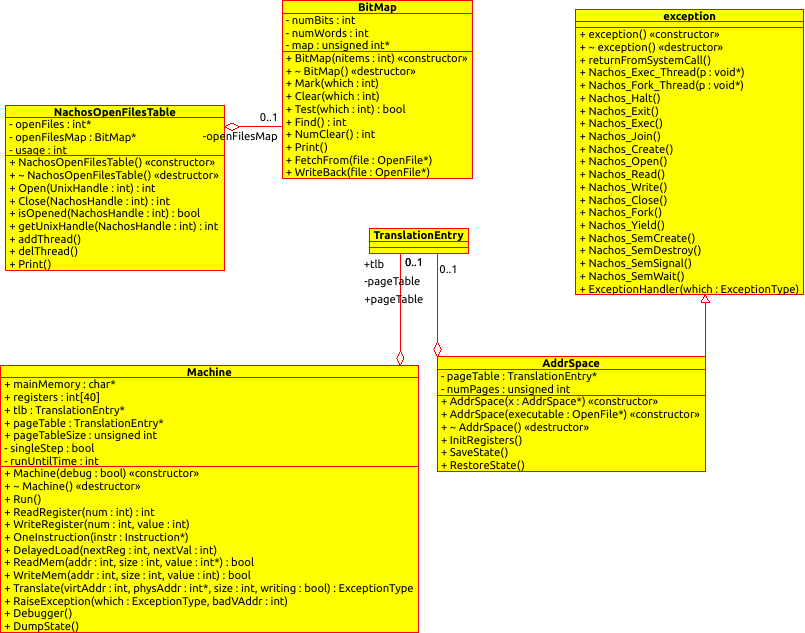 BitMap
- numBits : int
- numWords : int
- map : unsigned int*
+ BitMap(nitems : int) «constructor»
+ ~ BitMap() «destructor»
+ Mark(which : int)
+ Clear(which : int)
+ Test(which : int) : bool
+ Find() : int
+ NumClear() : int
+ Print()
+ FetchFrom(file : OpenFile*)
+ WriteBack(file : OpenFile*)
exception
+ exception() «constructor»
+ ~ exception() «destructor»
+ returnFromSystemCall()
+ Nachos_Exec_Thread(p : void*)
+ Nachos_Fork_Thread(p : void*)
+ Nachos_Halt()
+ Nachos_Exit()
+ Nachos_Exec()
+ Nachos_Join()
+ Nachos_Create()
+ Nachos_Open()
+ Nachos_Read()
+ Nachos_Write()
+ Nachos_Close()
+ Nachos_Fork()
+ Nachos_Yield()
+ Nachos_SemCreate()
+ Nachos_SemDestroy()
+ Nachos_SemSignal()
+ Nachos_SemWait()
+ ExceptionHandler(which : ExceptionType)
NachosOpenFilesTable
- openFiles : int*
- openFilesMap : BitMap*
- usage : int
+ NachosOpenFilesTable() «constructor»
+ ~ NachosOpenFilesTable() «destructor»
+ Open(UnixHandle : int) : int
+ Close(NachosHandle : int) : int
+ isOpened(NachosHandle : int) : bool
+ getUnixHandle(NachosHandle : int) : int
+ addThread()
+ delThread()
+ Print()
0..1
-openFilesMap
TranslationEntry
+tlb
0..1
0..1
-pageTable
+pageTable
Machine
+ mainMemory : char*
+ registers : int[40]
+ tlb : TranslationEntry*
+ pageTable : TranslationEntry*
+ pageTableSize : unsigned int
- singleStep : bool
- runUntilTime : int
+ Machine(debug : bool) «constructor»
+ ~ Machine() «destructor»
+ Run()
+ ReadRegister(num : int) : int
+ WriteRegister(num : int, value : int)
+ OneInstruction(instr : Instruction*)
+ DelayedLoad(nextReg : int, nextVal : int)
+ ReadMem(addr : int, size : int, value : int*) : bool
+ WriteMem(addr : int, size : int, value : int) : bool
+ Translate(virtAddr : int, physAddr : int*, size : int, writing : bool) : ExceptionType
+ RaiseException(which : ExceptionType, badVAddr : int)
+ Debugger()
+ DumpState()
AddrSpace
- pageTable : TranslationEntry*
- numPages : unsigned int
+ AddrSpace(x : AddrSpace*) «constructor»
+ AddrSpace(executable : OpenFile*) «constructor»
+ ~ AddrSpace() «destructor»
+ InitRegisters()
+ SaveState()
+ RestoreState()